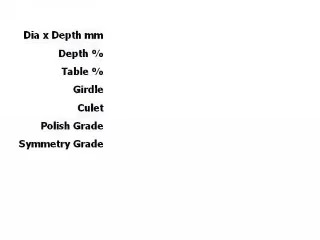 Dia x Depth mm
Depth %
Table %
Girdle
Culet
Polish Grade
Symmetry Grade